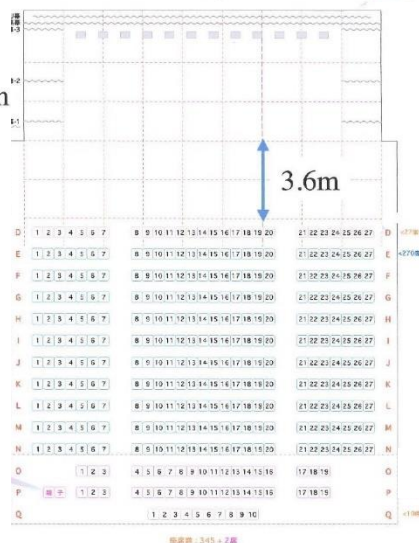 3.6m
D 1 2 3 4 5 6 7 8 9 10 11 12 13 14 15 16 17 18 19 20 21 22 23 24 25 26 27 D
E 1 2 3 4 5 6 7 8 9 10 11 12 13 14 15 16 17 18 19 20 21 22 23 24 25 26 27 E
F 1 2 3 4 5 6 7 8 9 10 11 12 13 14 15 16 17 18 19 20 21 22 23 24 25 26 27 F
G 1 2 3 4 5 6 7 8 9 10 11 12 13 14 15 16 17 18 19 20 21 22 23 24 25 26 27 G
H 1 2 3 4 5 6 7 8 9 10 11 12 13 14 15 16 17 18 19 20 21 22 23 24 25 26 27 H
I 1 2 3 4 5 6 7 8 9 10 11 12 13 14 15 16 17 18 19 20 21 22 23 24 25 26 27 I
J 1 2 3 4 5 6 7 8 9 10 11 12 13 14 15 16 17 18 19 20 21 22 23 24 25 26 27 J
K 1 2 3 4 5 6 7 8 9 10 11 12 13 14 15 16 17 18 19 20 21 22 23 24 25 26 27 K
L 1 2 3 4 5 6 7 8 9 10 11 12 13 14 15 16 17 18 19 20 21 22 23 24 25 26 27 L
M 1 2 3 4 5 6 7 8 9 10 11 12 13 14 15 16 17 18 19 20 21 22 23 24 25 26 27 M
N 1 2 3 4 5 6 7 8 9 10 11 12 13 14 15 16 17 18 19 20 21 22 23 24 25 26 27 N
O 1 2 3 4 5 6 7 8 9 10 11 12 13 14 15 16 17 18 19 O
P 1 2 3 4 5 6 7 8 9 10 11 12 13 14 15 16 17 18 19 P
Q 1 2 3 4 5 6 7 8 9 10 Q
345 + 2席